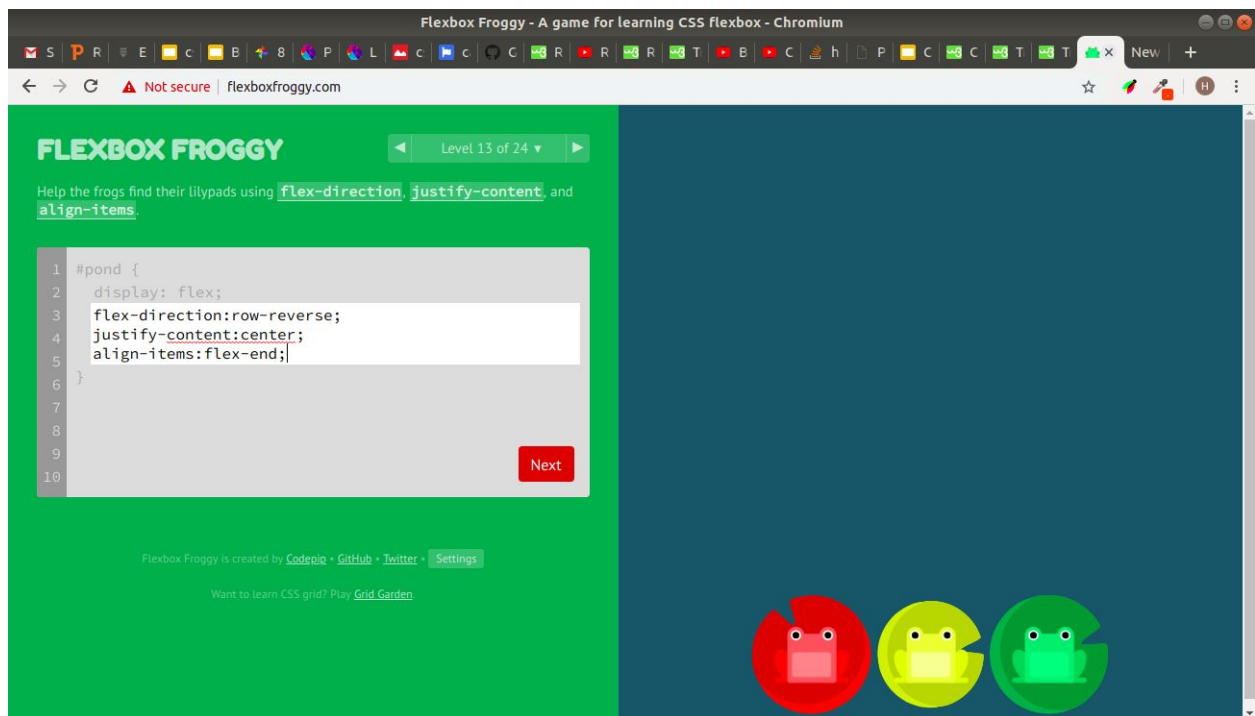 Flexbox Froggy - A game for learning CSS flexbox - Chromium
S P R E c B 8 P L c c C R R R T B C h P C C T T × New +
Not secure | flexboxfroggy.com H
FLEXBOX FROGGY
◀ Level 13 of 24 ▼ ▶
Help the frogs find their lilypads using flex-direction, justify-content, and
align-items.
1 #pond {
2 display: flex;
3 flex-direction:row-reverse;
4 justify-content:center;
5 align-items:flex-end;
6 }
7
8
9
10
Next
Flexbox Froggy is created by Codepip • GitHub • Twitter • Settings
Want to learn CSS grid? Play Grid Garden.